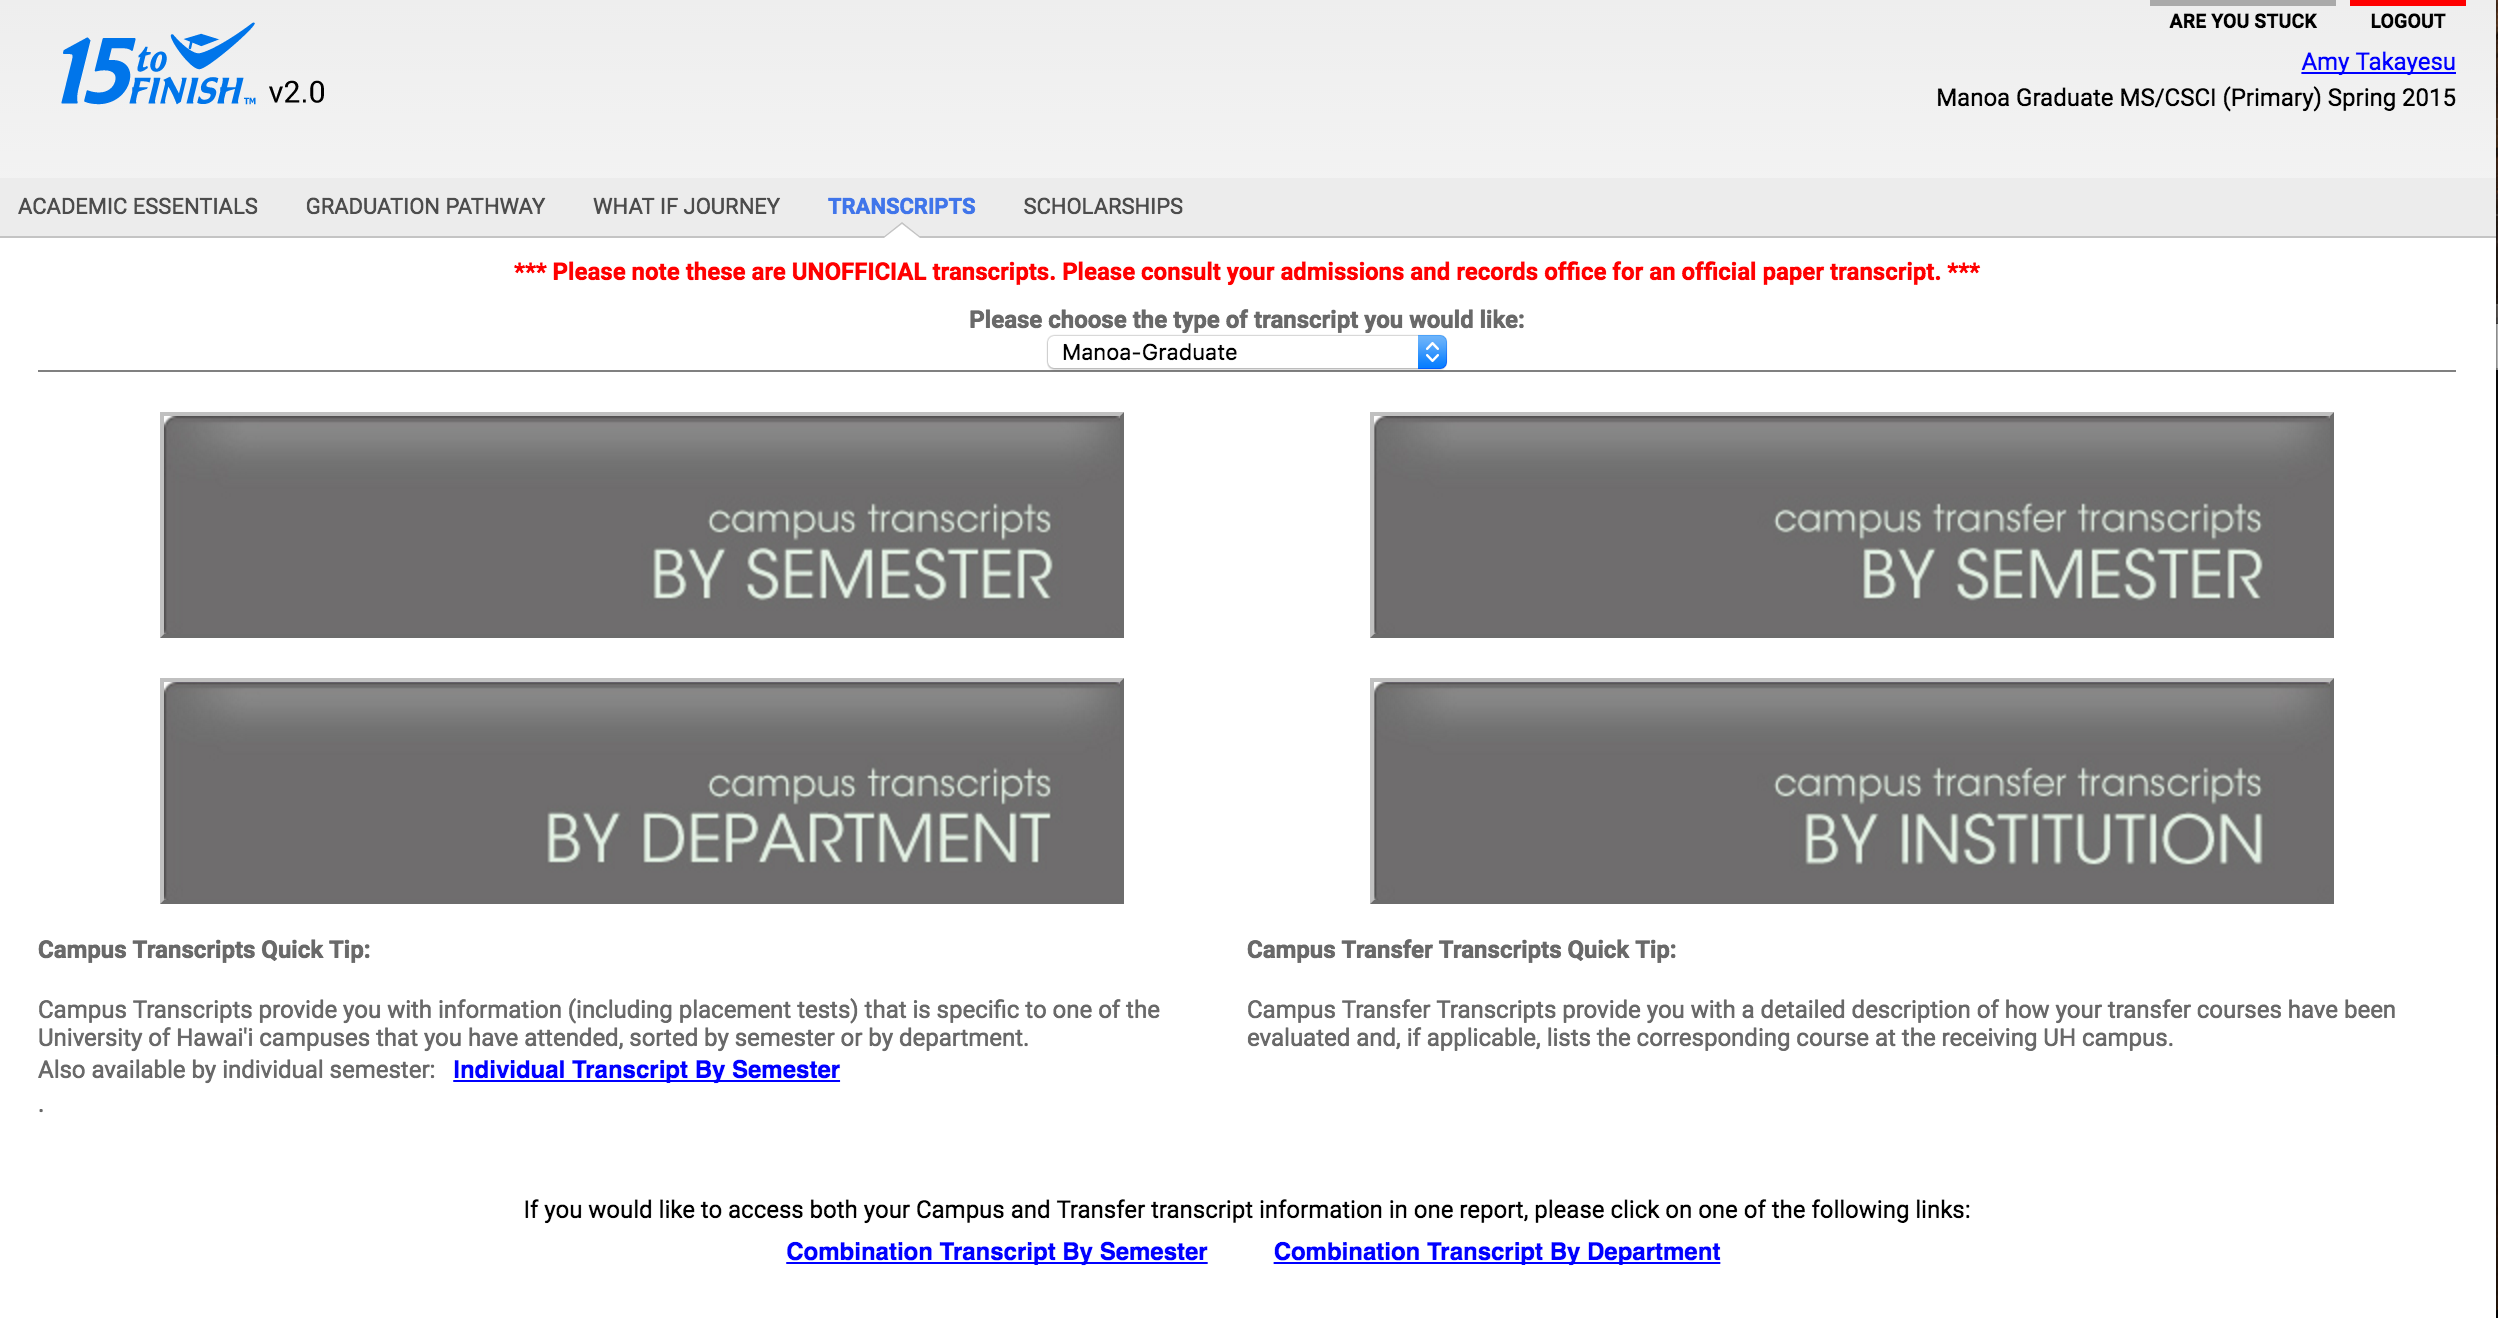 15 to FINISH™ v2.0
ARE YOU STUCK
LOGOUT
Amy Takayesu
Manoa Graduate MS/CSCI (Primary) Spring 2015
ACADEMIC ESSENTIALS
GRADUATION PATHWAY
WHAT IF JOURNEY
TRANSCRIPTS
SCHOLARSHIPS
*** Please note these are UNOFFICIAL transcripts. Please consult your admissions and records office for an official paper transcript. ***
Please choose the type of transcript you would like:
Manoa-Graduate
campus transcripts
BY SEMESTER
campus transfer transcripts
BY SEMESTER
campus transcripts
BY DEPARTMENT
campus transfer transcripts
BY INSTITUTION
Campus Transcripts Quick Tip:
Campus Transcripts provide you with information (including placement tests) that is specific to one of the
University of Hawai'i campuses that you have attended, sorted by semester or by department.
Also available by individual semester: Individual Transcript By Semester
.
Campus Transfer Transcripts Quick Tip:
Campus Transfer Transcripts provide you with a detailed description of how your transfer courses have been
evaluated and, if applicable, lists the corresponding course at the receiving UH campus.
If you would like to access both your Campus and Transfer transcript information in one report, please click on one of the following links:
Combination Transcript By Semester
Combination Transcript By Department